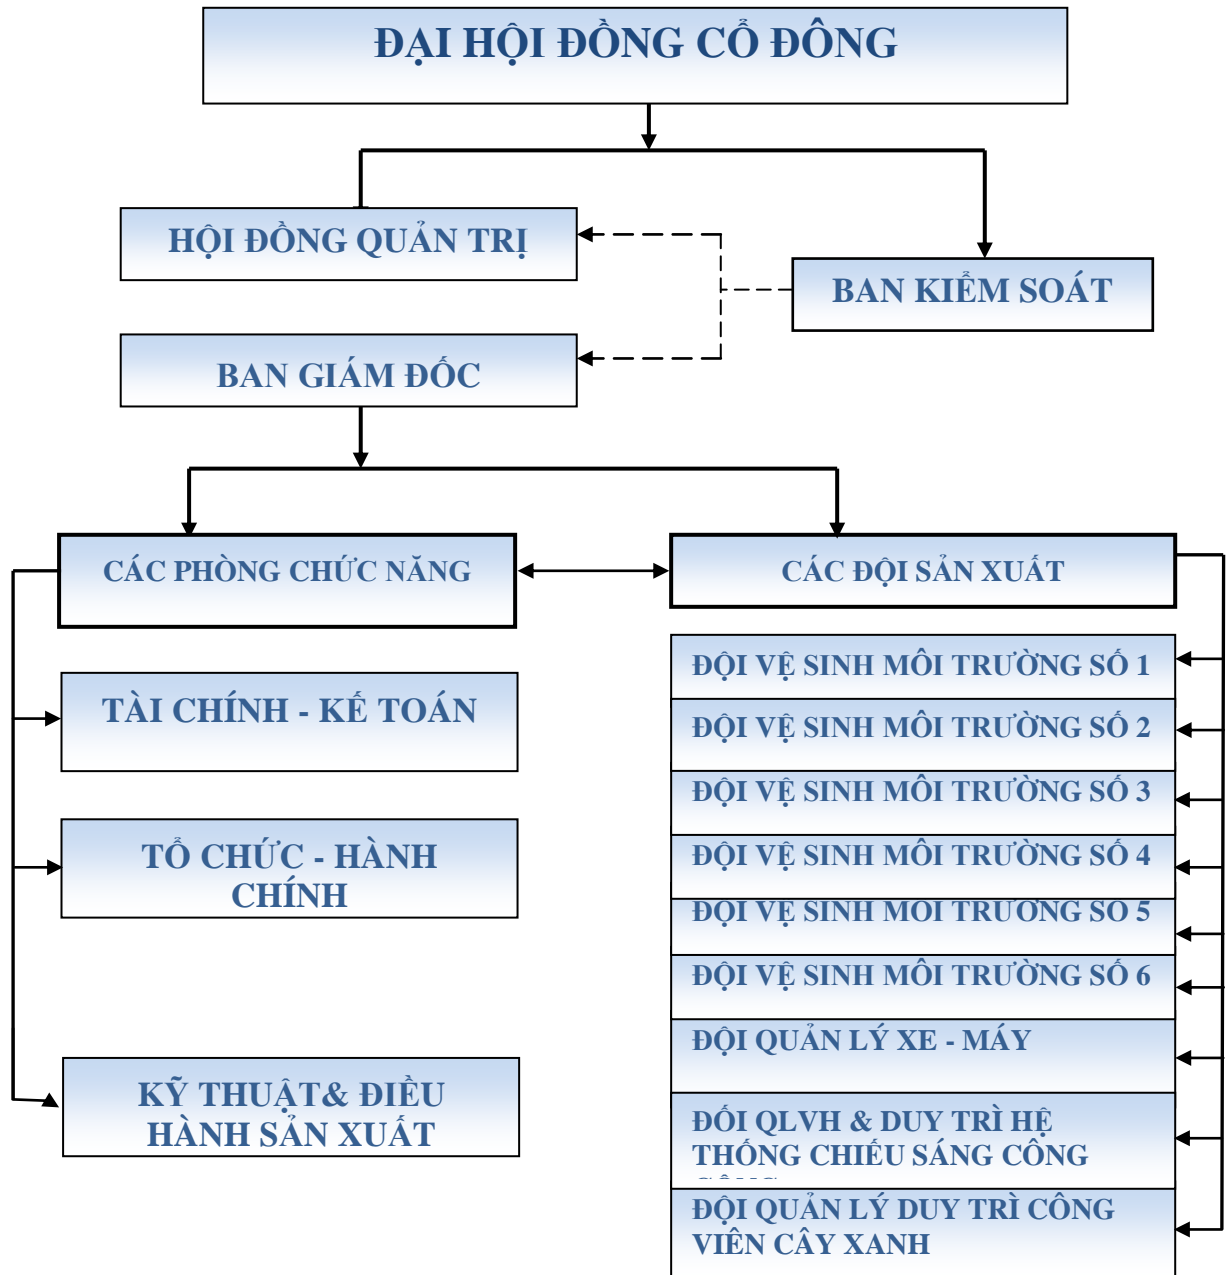 ĐẠI HỘI ĐỒNG CỔ ĐÔNG
HỘI ĐỒNG QUẢN TRỊ
BAN KIỂM SOÁT
BAN GIÁM ĐỐC
CÁC PHÒNG CHỨC NĂNG
CÁC ĐỘI SẢN XUẤT
TÀI CHÍNH - KẾ TOÁN
TỔ CHỨC - HÀNH
CHÍNH
KỸ THUẬT& ĐIỀU
HÀNH SẢN XUẤT
ĐỘI VỆ SINH MÔI TRƯỜNG SỐ 1
ĐỘI VỆ SINH MÔI TRƯỜNG SỐ 2
ĐỘI VỆ SINH MÔI TRƯỜNG SỐ 3
ĐỘI VỆ SINH MÔI TRƯỜNG SỐ 4
ĐỘI VỆ SINH MÔI TRƯỜNG SỐ 5
ĐỘI VỆ SINH MÔI TRƯỜNG SỐ 6
ĐỘI QUẢN LÝ XE - MÁY
ĐỐI QLVH & DUY TRÌ HỆ
THỐNG CHIẾU SÁNG CÔNG
ĐỘI QUẢN LÝ DUY TRÌ CÔNG
VIÊN CÂY XANH